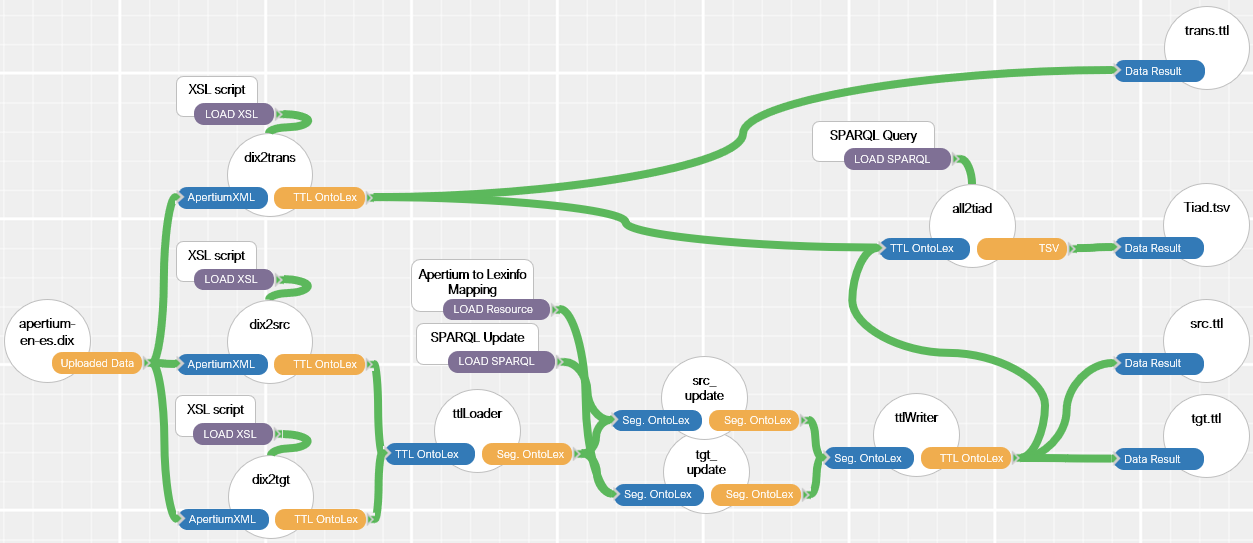 trans.ttl
Data Result
XSL script
LOAD XSL
dix2trans
ApertiumXML
TTL OntoLex
SPARQL Query
LOAD SPARQL
all2tiad
TTL OntoLex
TSV
Tiad.tsv
Data Result
XSL script
LOAD XSL
dix2src
ApertiumXML
TTL OntoLex
apertium-
en-es.dix
Uploaded Data
Apertium to Lexinfo
Mapping
LOAD Resource
SPARQL Update
LOAD SPARQL
src.ttl
Data Result
XSL script
LOAD XSL
dix2tgt
ApertiumXML
TTL OntoLex
ttlLoader
TTL OntoLex
Seg. OntoLex
src_
update
Seg. OntoLex
Seg. OntoLex
tgt_
update
Seg. OntoLex
Seg. OntoLex
ttlWriter
Seg. OntoLex
TTL OntoLex
tgt.ttl
Data Result